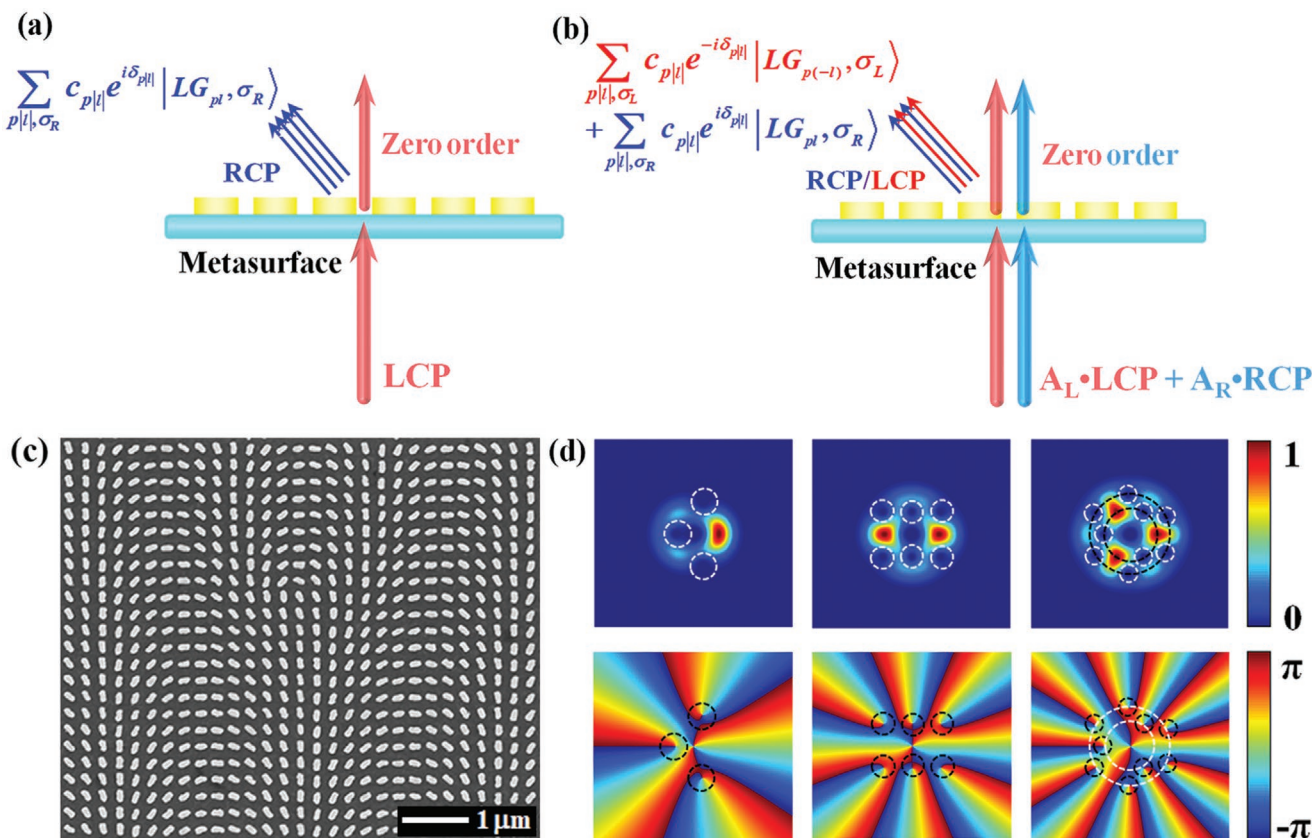 (a)
∑ c_{p|l|} e^{iδ_{p|l|}} |LG_{pl}, σ_R⟩
p|l|,σ_R
Zero order
RCP
Metasurface
LCP
(b)
∑ c_{p|l|} e^{-iδ_{p|l|}} |LG_{p(-l)}, σ_L⟩
p|l|,σ_L
+ ∑ c_{p|l|} e^{iδ_{p|l|}} |LG_{pl}, σ_R⟩
p|l|,σ_R
Zero order
RCP/LCP
Metasurface
A_L•LCP + A_R•RCP
(c)
1 μm
(d)
1
0
π
-π